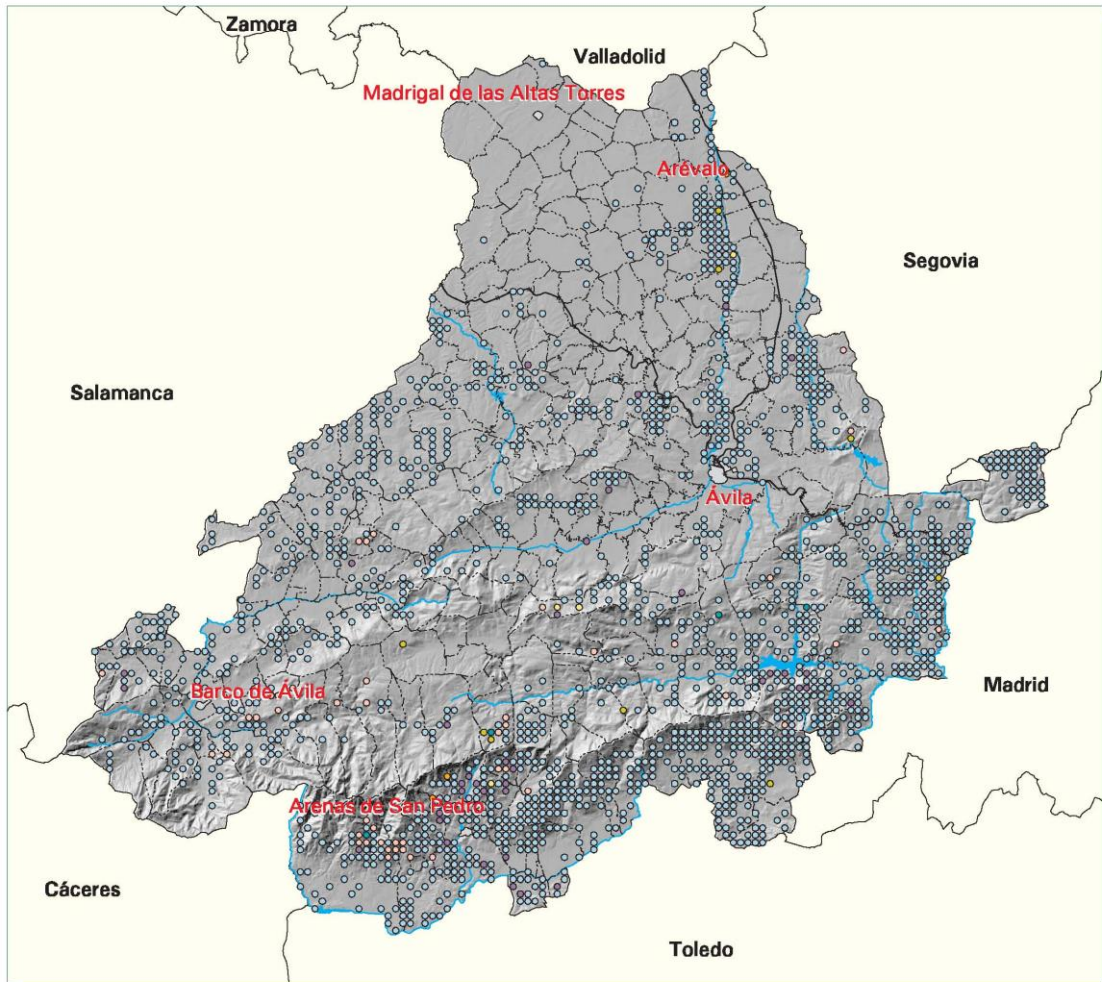 Zamora
Valladolid
Madrigal de las Altas Torres
Arévalo
Segovia
Salamanca
Ávila
Madrid
Barco de Ávila
Arenas de San Pedro
Cáceres
Toledo